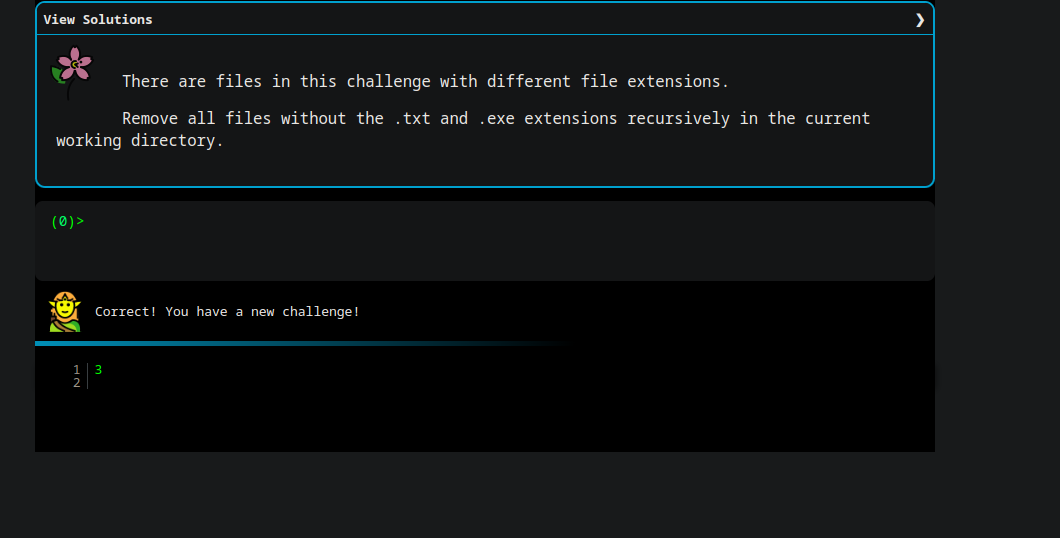 View Solutions ❯
There are files in this challenge with different file extensions.
Remove all files without the .txt and .exe extensions recursively in the current
working directory.
(0)>
Correct! You have a new challenge!
1 3
2